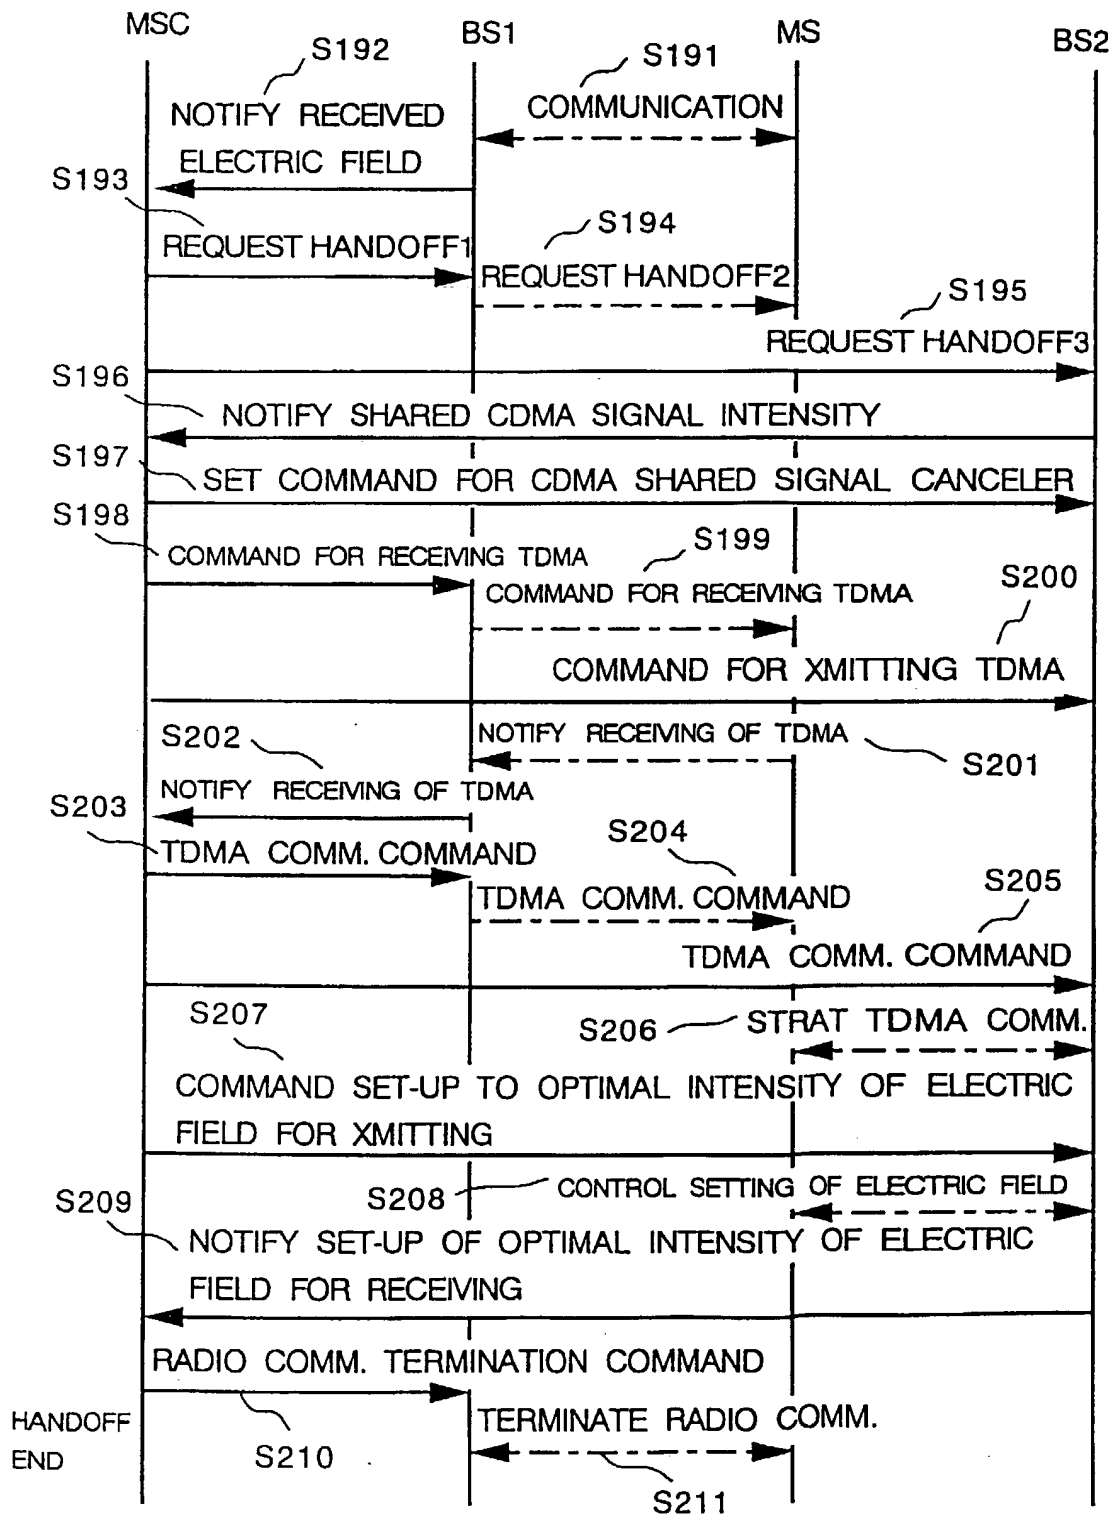 MSC BS1 MS BS2
S192 S191
NOTIFY RECEIVED COMMUNICATION
ELECTRIC FIELD
S193
S194
REQUEST HANDOFF1
REQUEST HANDOFF2
S195
REQUEST HANDOFF3
S196
NOTIFY SHARED CDMA SIGNAL INTENSITY
S197
SET COMMAND FOR CDMA SHARED SIGNAL CANCELER
S198
S199
COMMAND FOR RECEIVING TDMA
S200
COMMAND FOR RECEIVING TDMA
COMMAND FOR XMITTING TDMA
NOTIFY RECEIVING OF TDMA
S202
S201
NOTIFY RECEIVING OF TDMA
S203
S204
TDMA COMM. COMMAND
S205
TDMA COMM. COMMAND
TDMA COMM. COMMAND
S207
S206 STRAT TDMA COMM.
COMMAND SET-UP TO OPTIMAL INTENSITY OF ELECTRIC
FIELD FOR XMITTING
S209
S208 CONTROL SETTING OF ELECTRIC FIELD
NOTIFY SET-UP OF OPTIMAL INTENSITY OF ELECTRIC
FIELD FOR RECEIVING
RADIO COMM. TERMINATION COMMAND
HANDOFF
END
TERMINATE RADIO COMM.
S210
S211